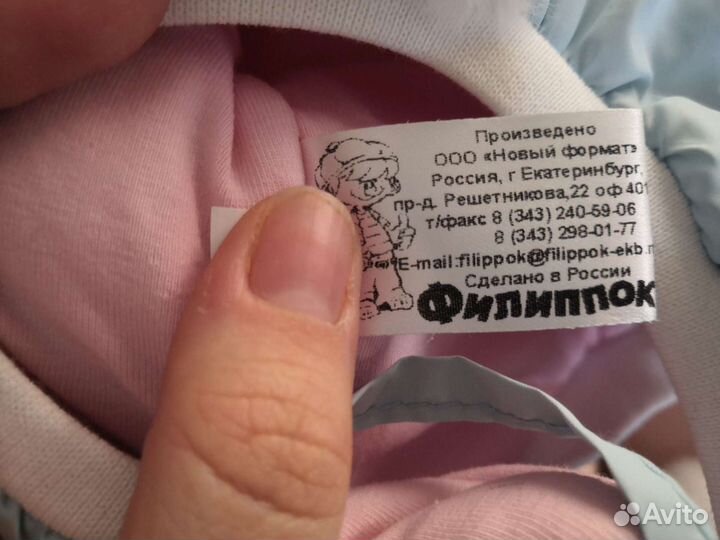 Произведено
ООО «Новый формат»
Россия, г Екатеринбург,
пр-д. Решетникова,22 оф 401
т/факс 8 (343) 240-59-06
8 (343) 298-01-77
E-mail:filippok@filippok-ekb.r
Сделано в России
Филиппок
Avito